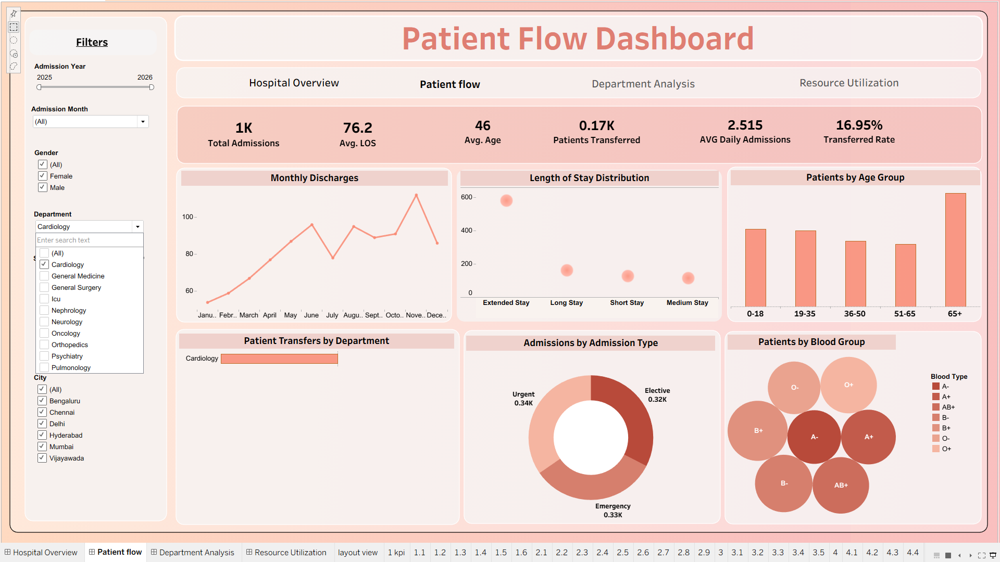 Patient Flow Dashboard
Filters
Hospital Overview
Patient flow
Department Analysis
Resource Utilization
Admission Year
2025
2026
Admission Month
(All)
Gender
(All)
Female
Male
Department
Cardiology
Enter search text
(All)
Cardiology
General Medicine
General Surgery
Icu
Nephrology
Neurology
Oncology
Orthopedics
Psychiatry
Pulmonology
City
(All)
Bengaluru
Chennai
Delhi
Hyderabad
Mumbai
Vijayawada
1K
Total Admissions
76.2
Avg. LOS
46
Avg. Age
0.17K
Patients Transferred
2.515
AVG Daily Admissions
16.95%
Transferred Rate
Monthly Discharges
100
80
60
Janu.. Febr.. March April May June July Augu.. Sept.. Octo.. Nove.. Dece..
Length of Stay Distribution
600
400
200
0
Extended Stay Long Stay Short Stay Medium Stay
Patients by Age Group
0-18 19-35 36-50 51-65 65+
Patient Transfers by Department
Cardiology
Admissions by Admission Type
Urgent
0.34K
Elective
0.32K
Emergency
0.33K
Patients by Blood Group
O-
O+
B+
A-
A+
B-
AB+
Blood Type
A-
A+
AB+
B-
B+
O-
O+
Hospital Overview Patient flow Department Analysis Resource Utilization layout view 1 kpi 1.1 1.2 1.3 1.4 1.5 1.6 2.1 2.2 2.3 2.4 2.5 2.6 2.7 2.8 2.9 3 3.1 3.2 3.3 3.4 3.5 4 4.1 4.2 4.3 4.4